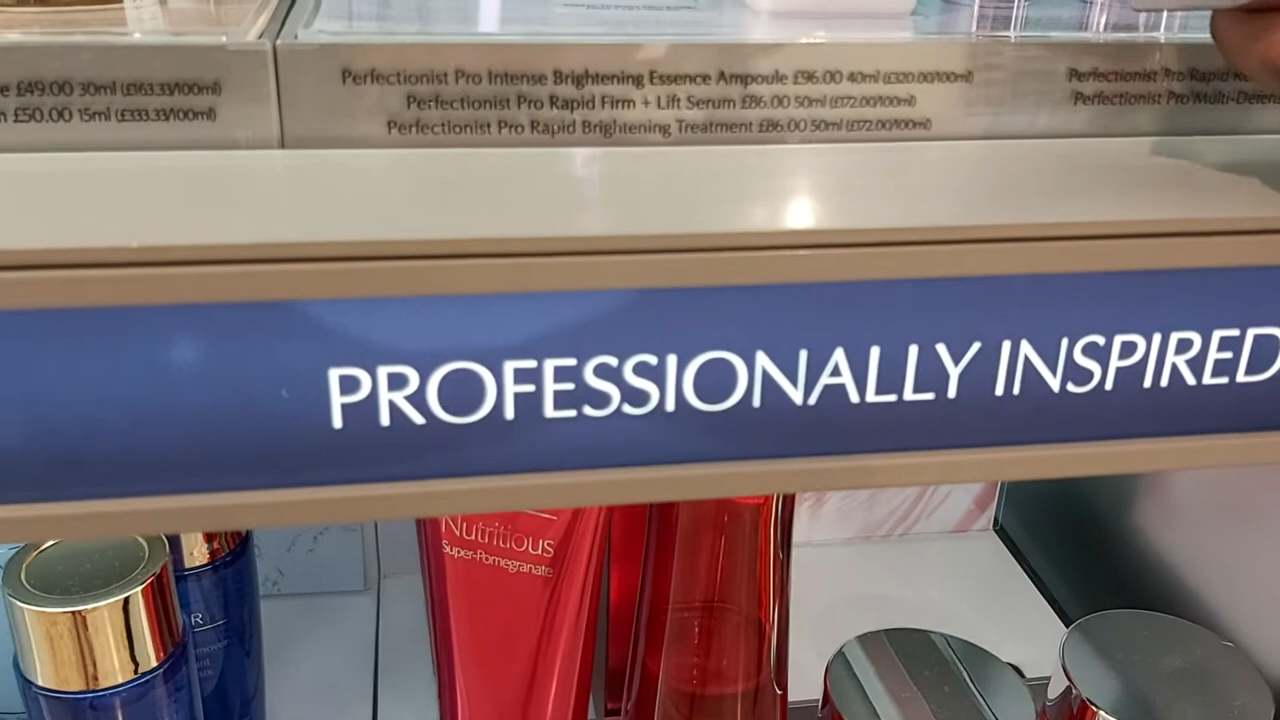 e £49.00 30ml (£163.33/100ml)
n £50.00 15ml (£333.33/100ml)
Perfectionist Pro Intense Brightening Essence Ampoule £96.00 40ml (£320.00/100ml)
Perfectionist Pro Rapid Firm + Lift Serum £86.00 50ml (£172.00/100ml)
Perfectionist Pro Rapid Brightening Treatment £86.00 50ml (£172.00/100ml)
Perfectionist Pro Rapid
Perfectionist Pro Multi-Defens
PROFESSIONALLY INSPIRED
Nutritious
Super-Pomegranate
R
mover